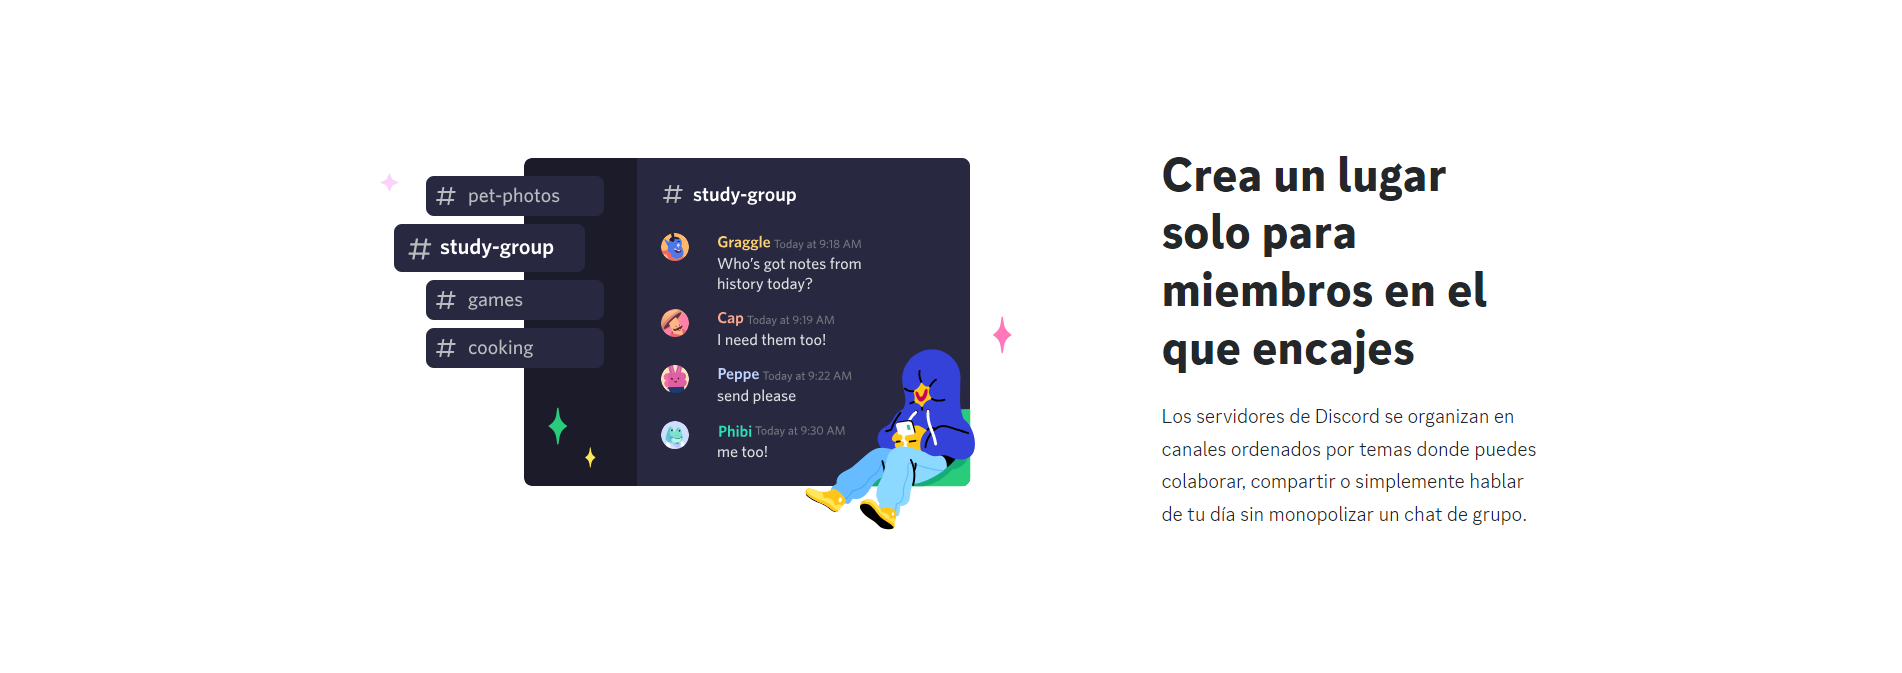 # pet-photos
# study-group
# games
# cooking
# study-group
Graggle Today at 9:18 AM
Who's got notes from
history today?
Cap Today at 9:19 AM
I need them too!
Peppe Today at 9:22 AM
send please
Phibi Today at 9:30 AM
me too!
Crea un lugar
solo para
miembros en el
que encajes
Los servidores de Discord se organizan en
canales ordenados por temas donde puedes
colaborar, compartir o simplemente hablar
de tu día sin monopolizar un chat de grupo.